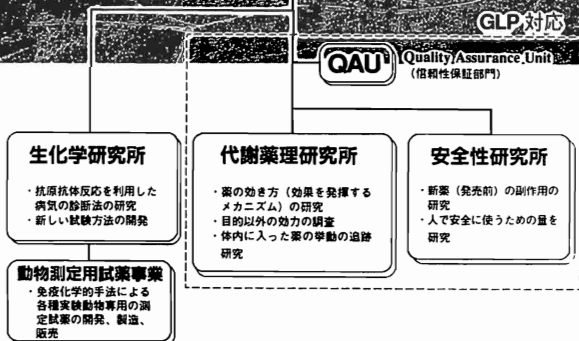 GLP対応
QAU
Quality Assurance Unit
(信頼性保証部門)
生化学研究所
・抗原抗体反応を利用した
病気の診断法の研究
・新しい試験方法の開発
代謝薬理研究所
・薬の効き方(効果を発揮する
メカニズム)の研究
・目的以外の効力の調査
・体内に入った薬の挙動の追跡
研究
安全性研究所
・新薬(発売前)の副作用の
研究
・人で安全に使うための量を
研究
動物測定用試薬事業
・免疫化学的手法による
各種実験動物専用の測
定試薬の開発、製造、
販売